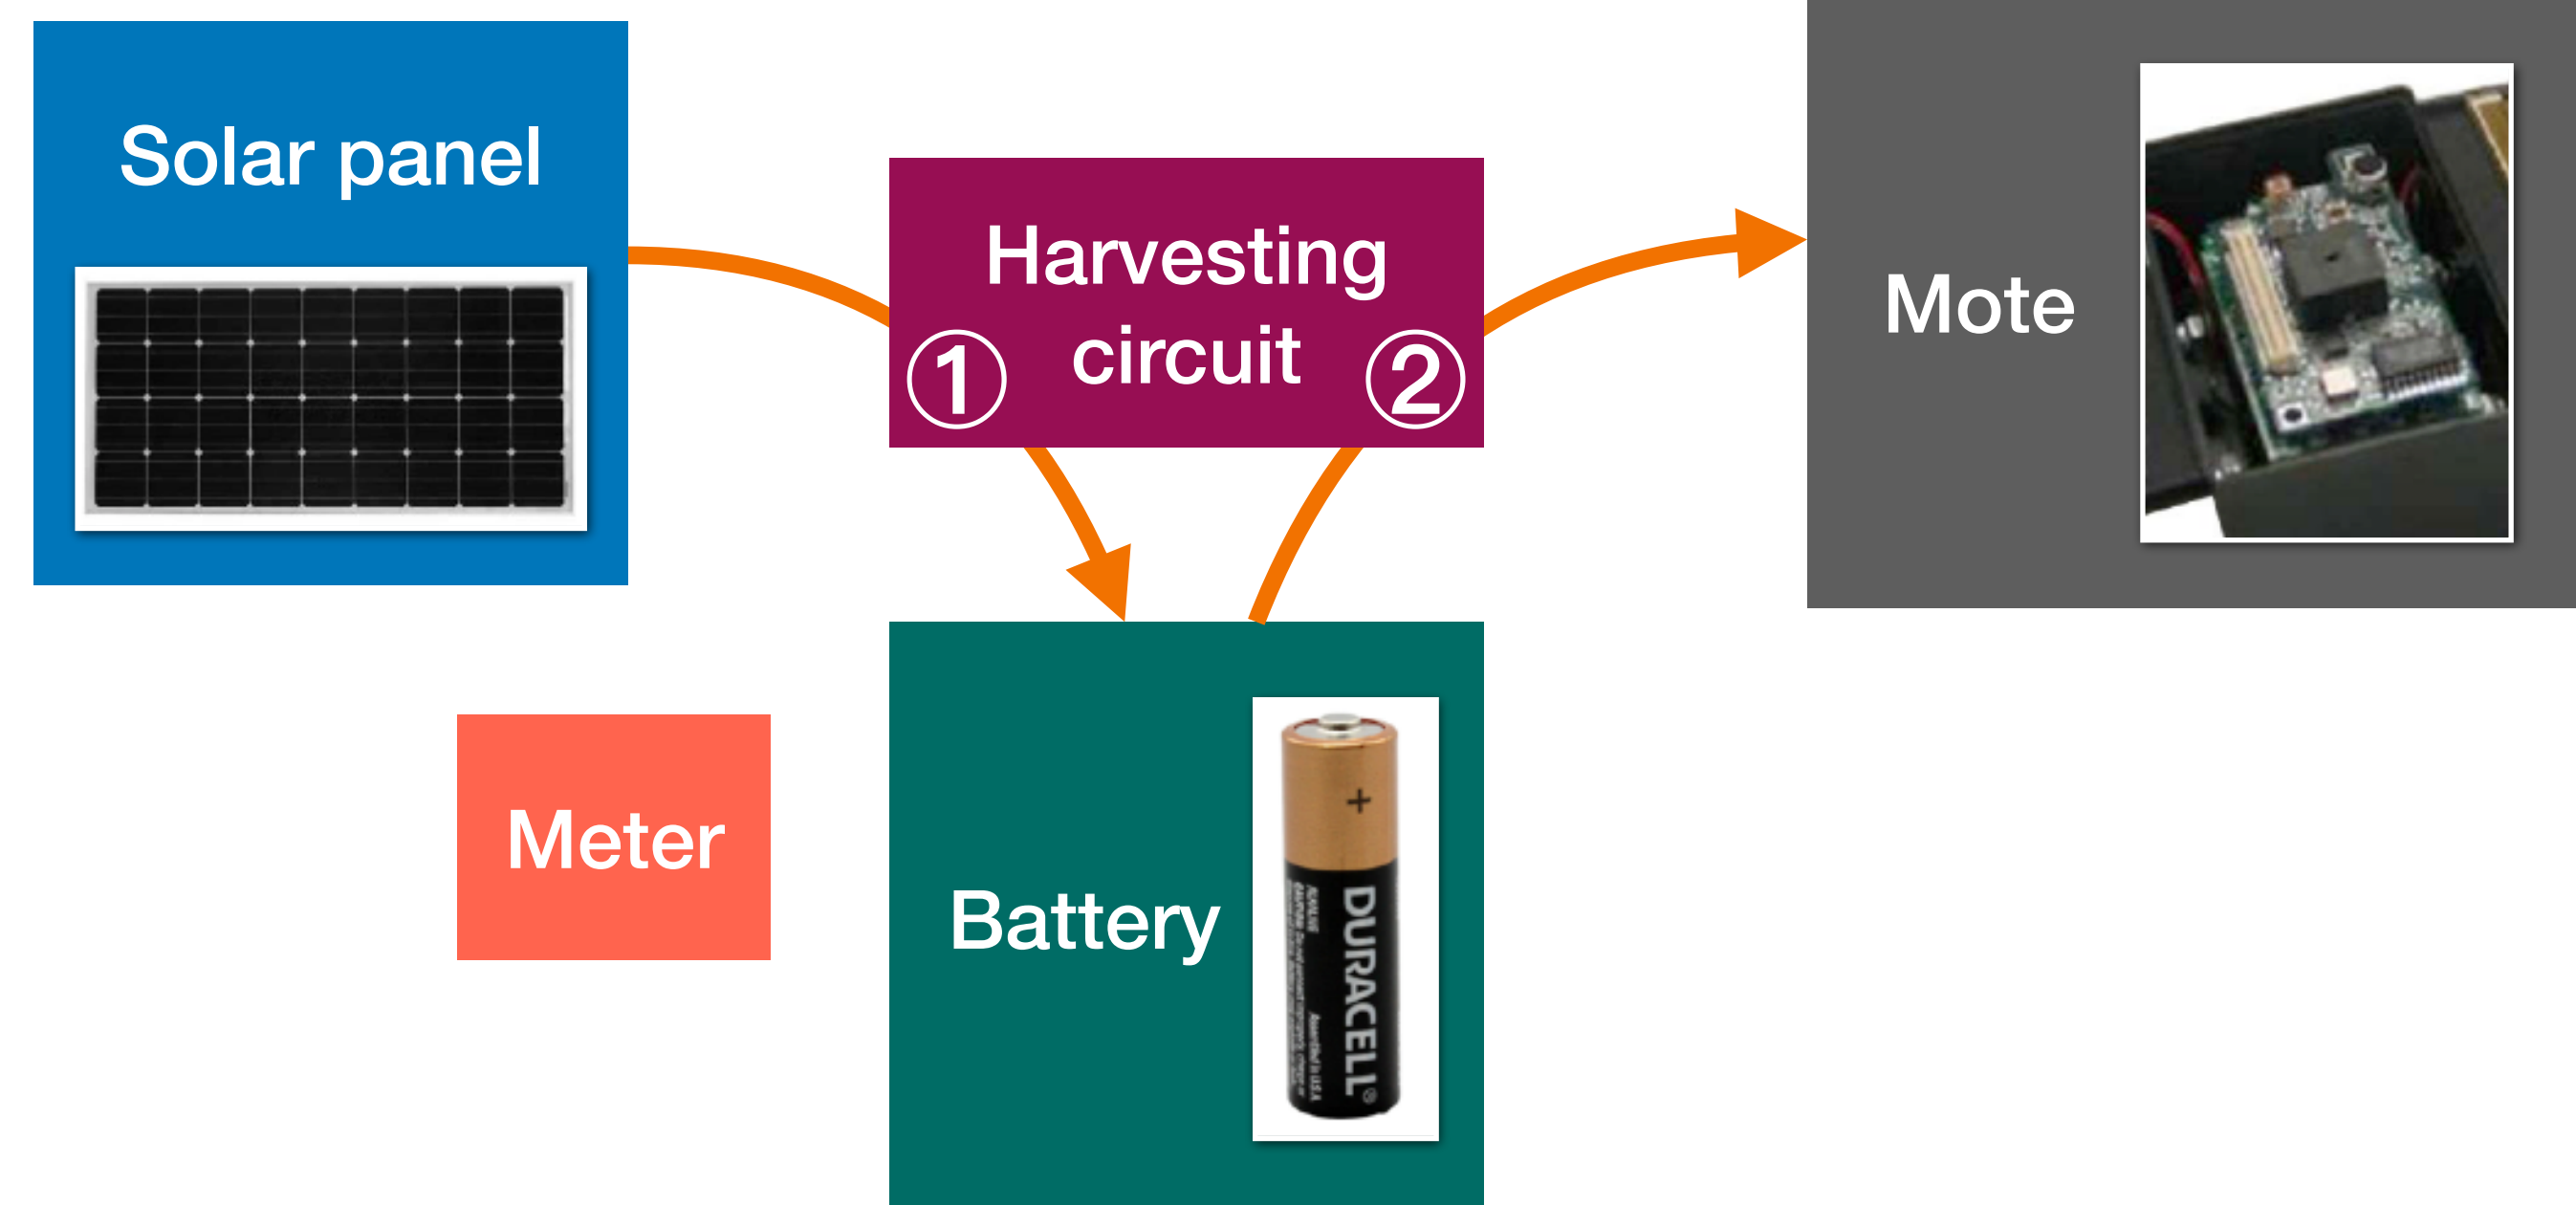 Solar panel
Harvesting
circuit
①
②
Mote
Meter
Battery
+
DURACELL®